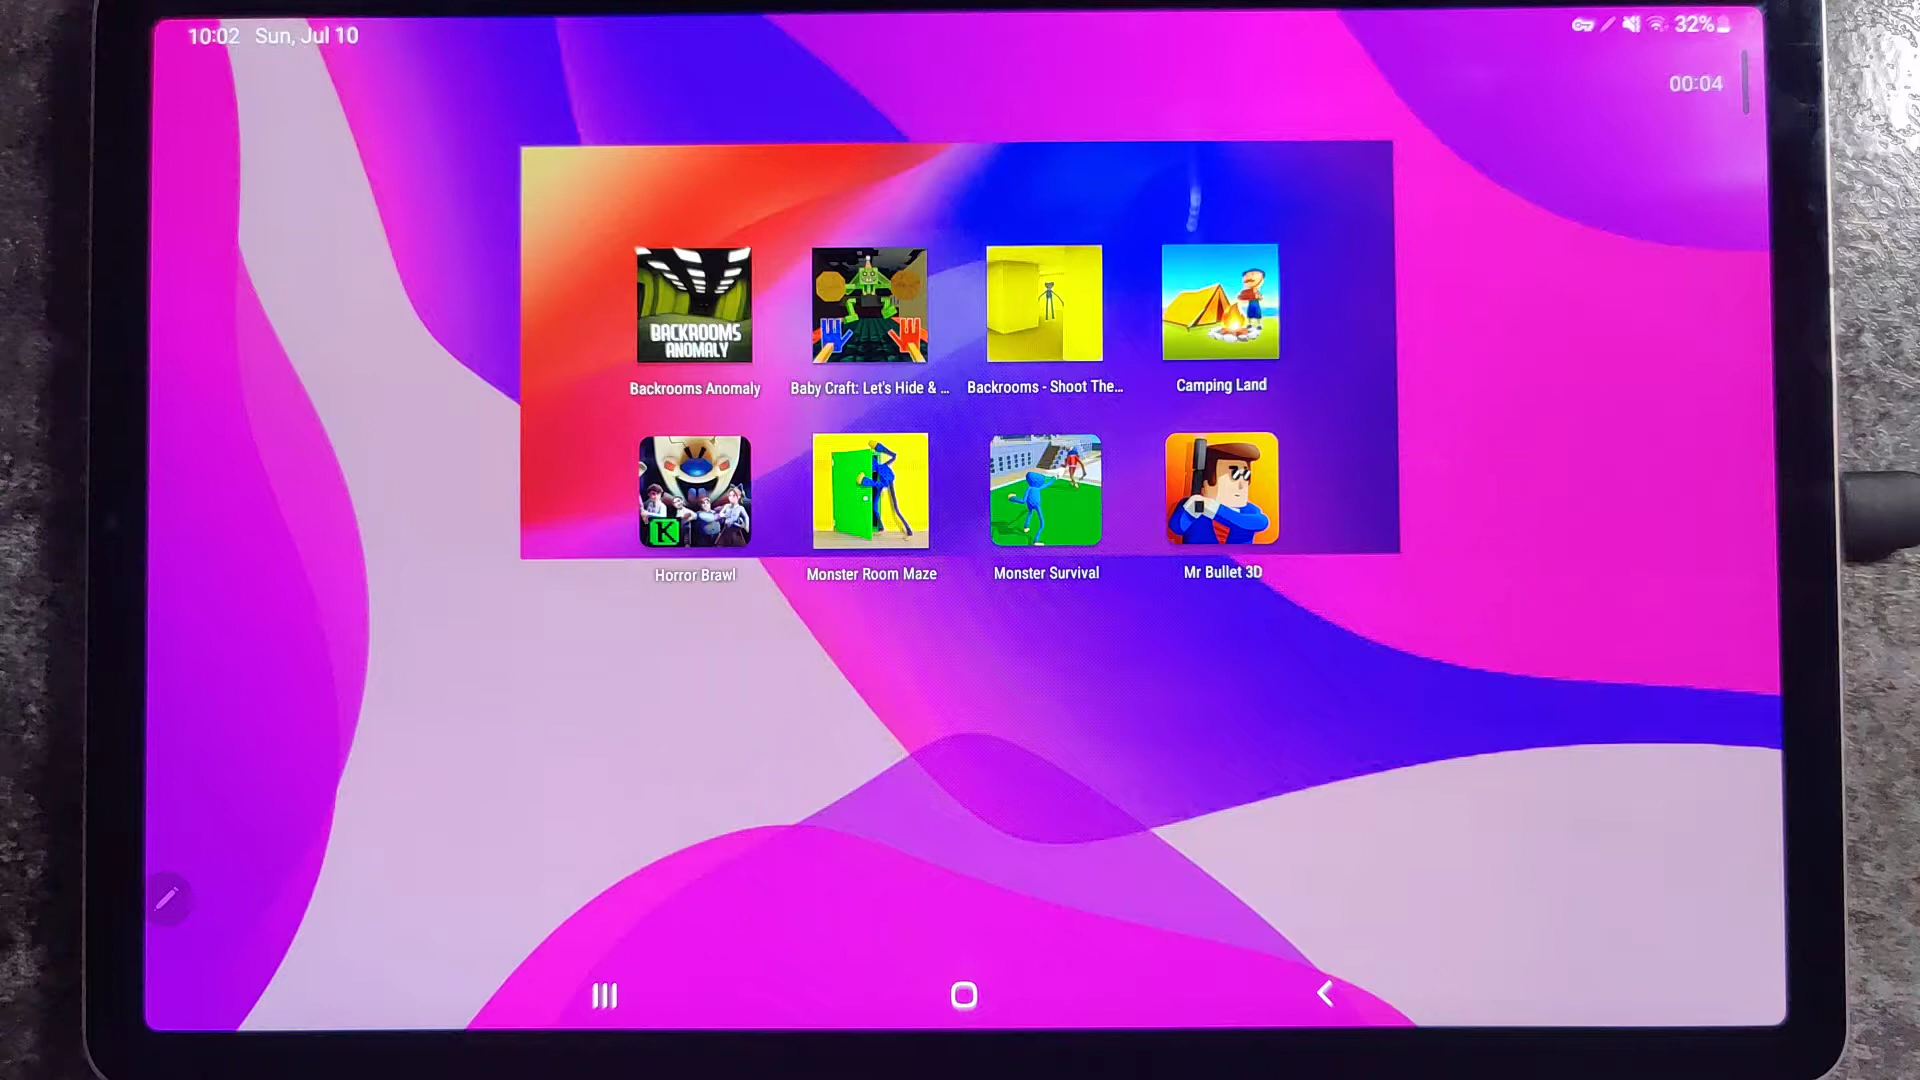 10:02 Sun, Jul 10
32%
00:04
BACKROOMS
ANOMALY
Backrooms Anomaly
Baby Craft: Let's Hide & ...
Backrooms - Shoot The...
Camping Land
K
Horror Brawl
Monster Room Maze
Monster Survival
Mr Bullet 3D